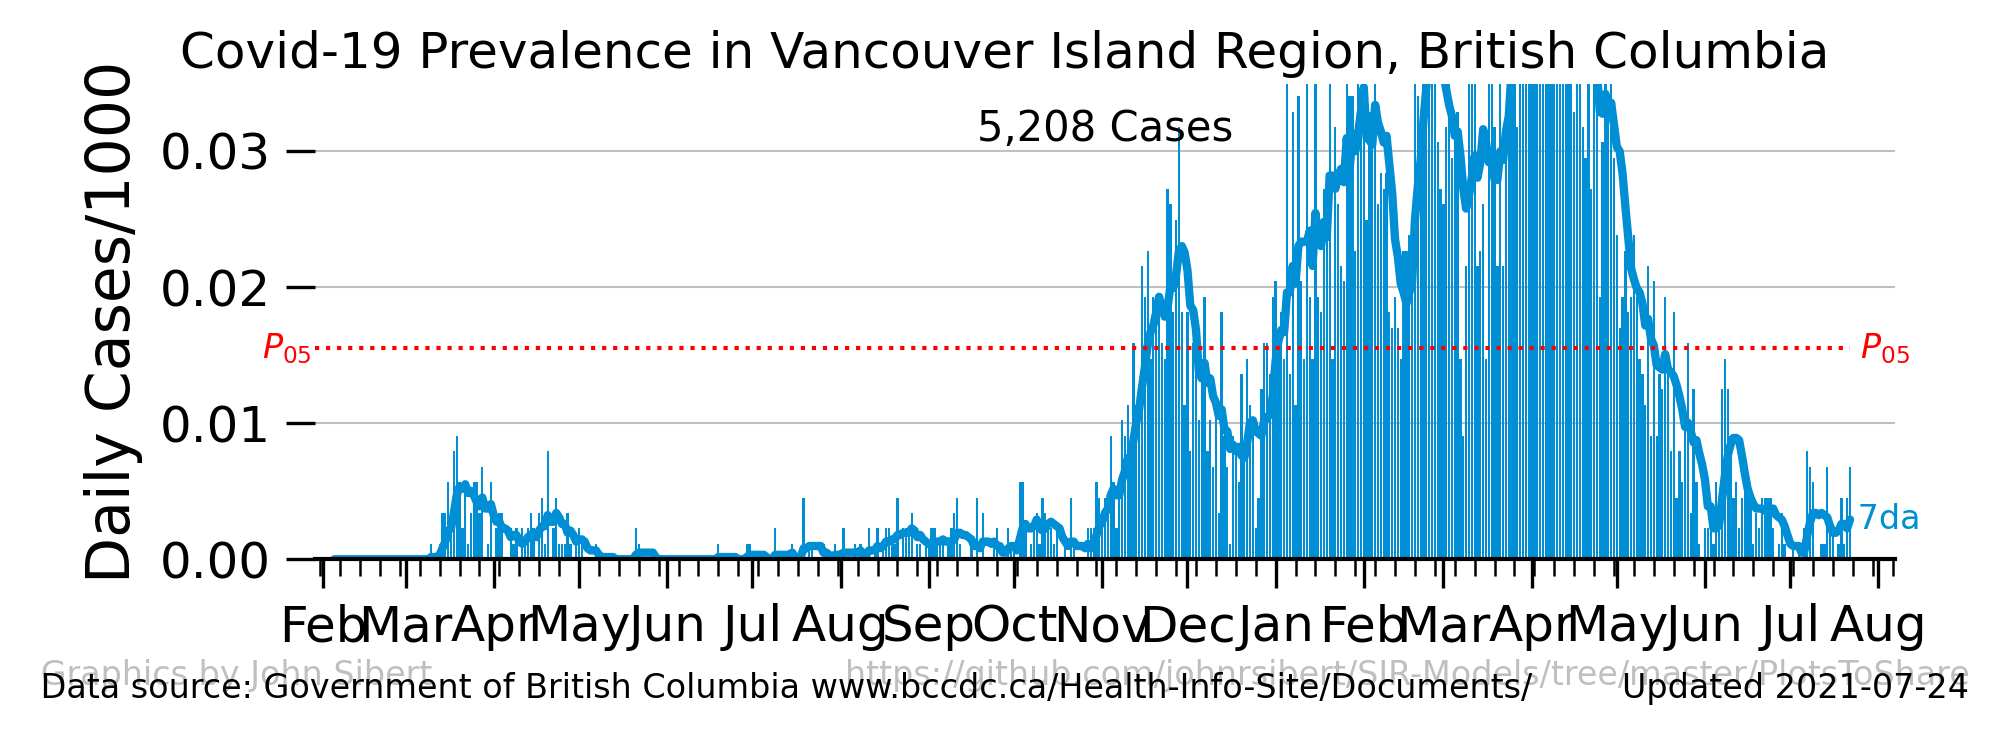 Covid-19 Prevalence in Vancouver Island Region, British Columbia
5,208 Cases
Daily Cases/1000
0.03
0.02
P05
P05
0.01
7da
0.00
Feb Mar Apr May Jun Jul Aug Sep Oct Nov Dec Jan Feb Mar Apr May Jun Jul Aug
Graphics by John Sibert https://github.com/johnrsibert/SIR-Models/tree/master/PlotsToShare
Data source: Government of British Columbia www.bccdc.ca/Health-Info-Site/Documents/ Updated 2021-07-24